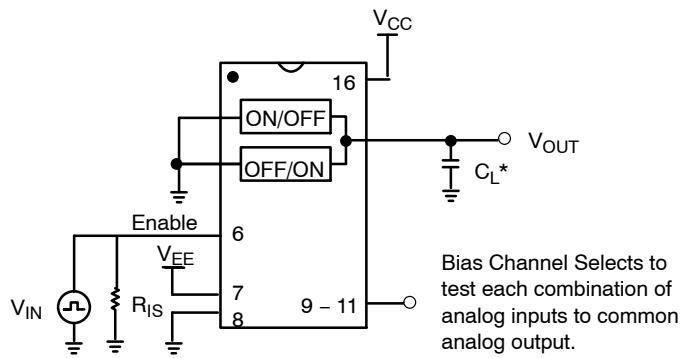 VCC
16
ON/OFF
VOUT
OFF/ON
CL*
Enable
6
VEE
Bias Channel Selects to
test each combination of
analog inputs to common
analog output.
VIN
RIS
7
9 – 11
8